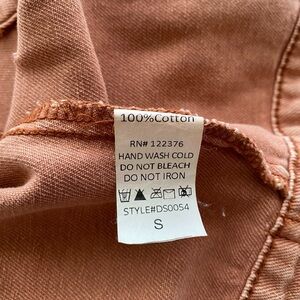 100%Cotton
RN# 122376
HAND WASH COLD
DO NOT BLEACH
DO NOT IRON
STYLE#DS0054
S